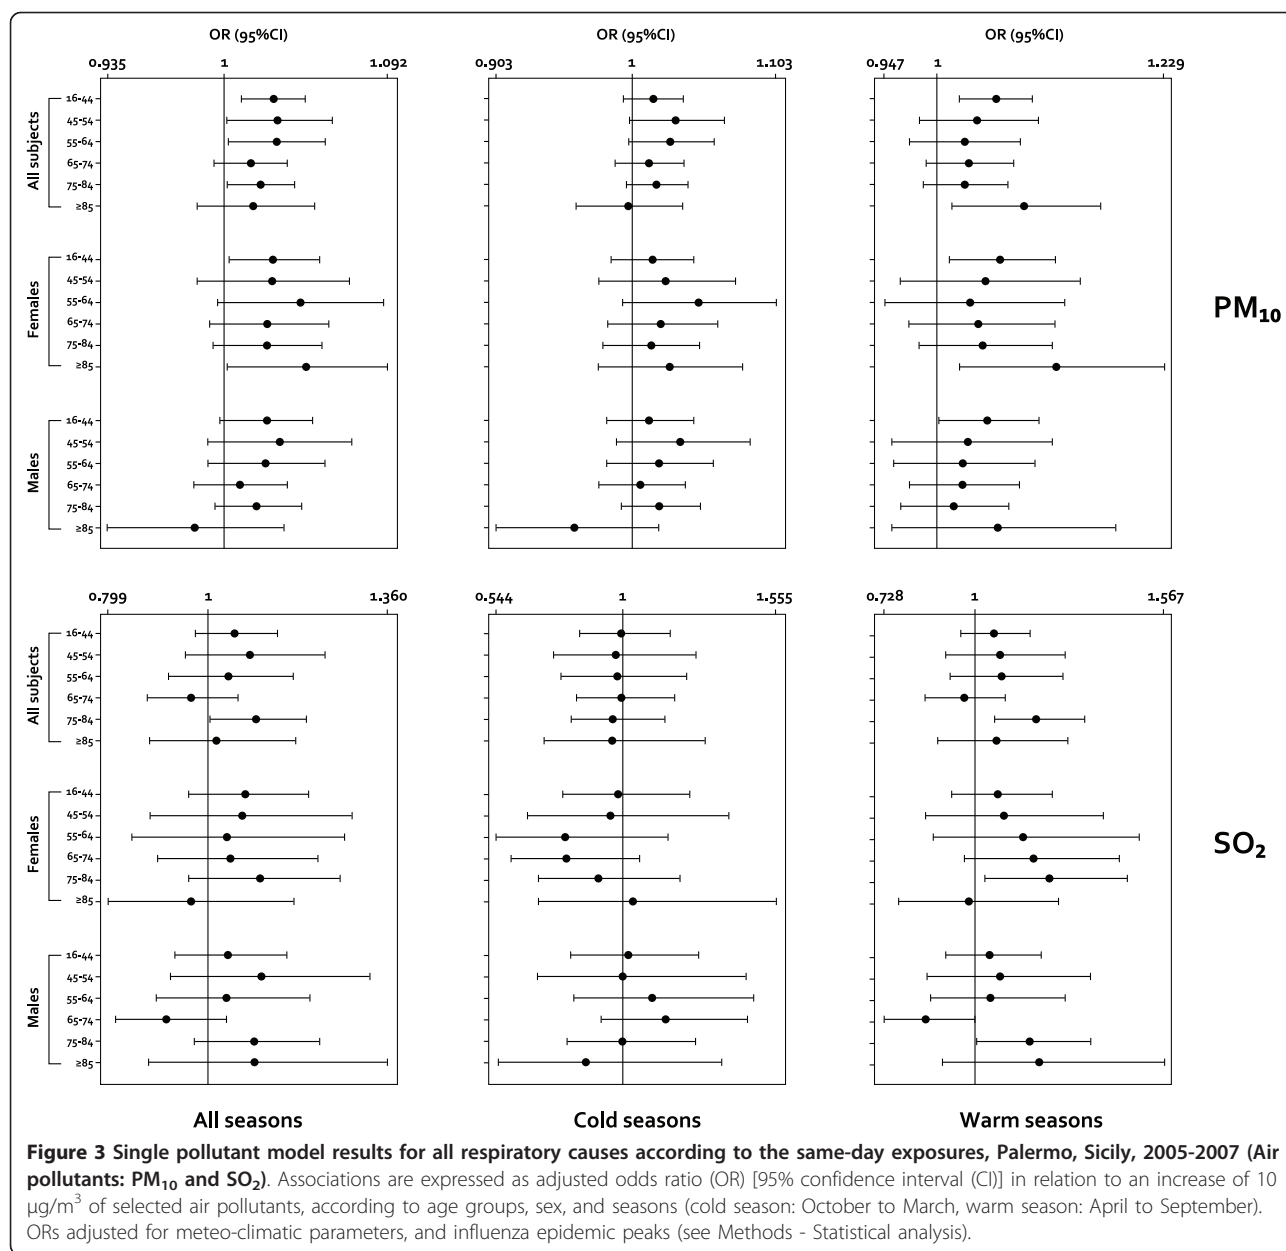 OR (95%CI) OR (95%CI) OR (95%CI)
0.935 1 1.092 0.903 1 1.103 0.947 1 1.229
All subjects
16-44
45-54
55-64
65-74
75-84
≥85
Females
16-44
45-54
55-64
65-74
75-84
≥85
Males
16-44
45-54
55-64
65-74
75-84
≥85
PM₁₀
0.799 1 1.360 0.544 1 1.555 0.728 1 1.567
All subjects
16-44
45-54
55-64
65-74
75-84
≥85
Females
16-44
45-54
55-64
65-74
75-84
≥85
Males
16-44
45-54
55-64
65-74
75-84
≥85
SO₂
All seasons Cold seasons Warm seasons
Figure 3 Single pollutant model results for all respiratory causes according to the same-day exposures, Palermo, Sicily, 2005-2007 (Air
pollutants: PM₁₀ and SO₂). Associations are expressed as adjusted odds ratio (OR) [95% confidence interval (CI)] in relation to an increase of 10
μg/m³ of selected air pollutants, according to age groups, sex, and seasons (cold season: October to March, warm season: April to September).
ORs adjusted for meteo-climatic parameters, and influenza epidemic peaks (see Methods - Statistical analysis).